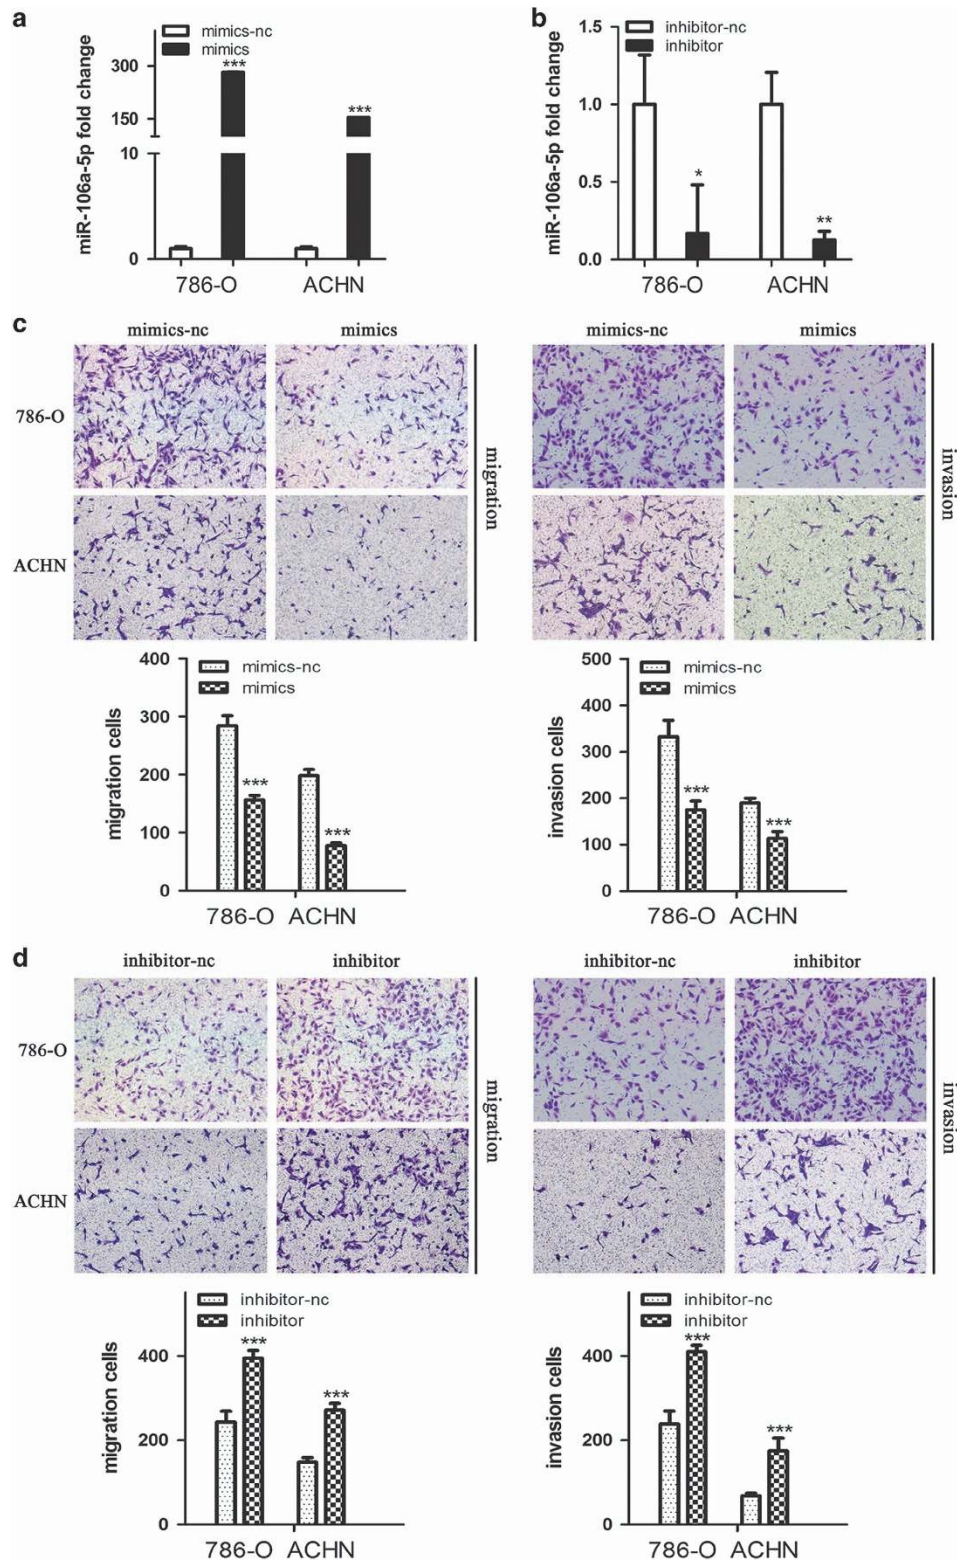 a
mimics-nc
mimics
miR-106a-5p fold change
300
150
10
0
***
***
786-O
ACHN
b
inhibitor-nc
inhibitor
miR-106a-5p fold change
1.5
1.0
0.5
0.0
*
**
786-O
ACHN
c
mimics-nc
mimics
786-O
ACHN
migration
mimics-nc
mimics
invasion
mimics-nc
mimics
migration cells
400
300
200
100
0
***
***
786-O ACHN
mimics-nc
mimics
invasion cells
500
400
300
200
100
0
***
***
786-O ACHN
d
inhibitor-nc
inhibitor
786-O
ACHN
migration
inhibitor-nc
inhibitor
invasion
inhibitor-nc
inhibitor
migration cells
400
200
0
***
***
786-O ACHN
inhibitor-nc
inhibitor
invasion cells
400
200
0
***
***
786-O ACHN